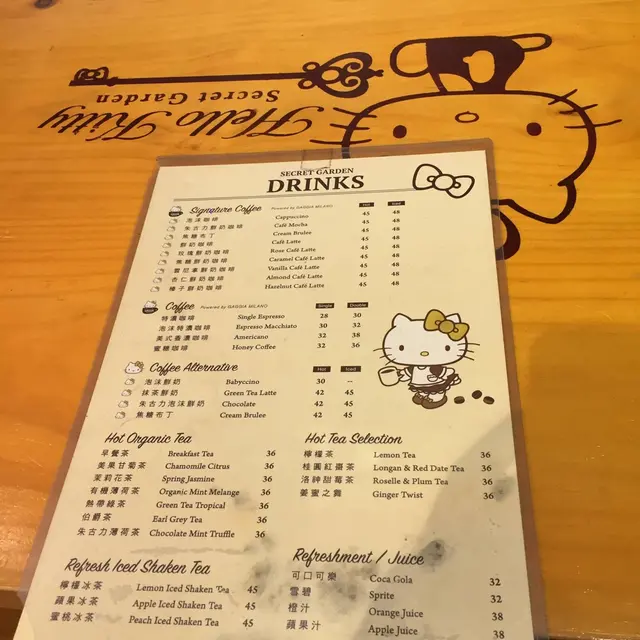 Hello Kitty
Secret Garden
SECRET GARDEN
DRINKS
Signature Coffee Powered by GAGGIA MILANO Hot Iced
泡沫咖啡 Cappuccino 45 48
朱古力鮮奶咖啡 Café Mocha 45 48
焦糖布丁 Cream Brulee 45 48
鮮奶咖啡 Café Latte 45 48
玫瑰鮮奶咖啡 Rose Café Latte 45 48
焦糖鮮奶咖啡 Caramel Café Latte 45 48
雲尼拿鮮奶咖啡 Vanilla Café Latte 45 48
杏仁鮮奶咖啡 Almond Café Latte 45 48
榛子鮮奶咖啡 Hazelnut Café Latte 45 48
Coffee Powered by GAGGIA MILANO Single Double
特濃咖啡 Single Espresso 28 30
泡沫特濃咖啡 Espresso Macchiato 30 32
美式香濃咖啡 Americano 32 38
蜜糖咖啡 Honey Coffee 32 36
Coffee Alternative Hot Iced
泡沫鮮奶 Babyccino 30 --
抹茶鮮奶 Green Tea Latte 42 45
朱古力泡沫鮮奶 Chocolate 42 45
焦糖布丁 Cream Brulee 42 45
Hot Organic Tea
早餐茶 Breakfast Tea 36
美果甘菊茶 Chamomile Citrus 36
茉莉花茶 Spring Jasmine 36
有機薄荷茶 Organic Mint Melange 36
熱帶綠茶 Green Tea Tropical 36
伯爵茶 Earl Grey Tea 36
朱古力薄荷茶 Chocolate Mint Truffle 36
Hot Tea Selection
檸檬茶 Lemon Tea 36
桂圓紅棗茶 Longan & Red Date Tea 36
洛神甜莓茶 Roselle & Plum Tea 36
姜蜜之舞 Ginger Twist 36
Refresh Iced Shaken Tea
檸檬冰茶 Lemon Iced Shaken Tea 45
蘋果冰茶 Apple Iced Shaken Tea 45
蜜桃冰茶 Peach Iced Shaken Tea 45
Refreshment / Juice
可口可樂 Coca Gola 32
雪碧 Sprite 32
橙汁 Orange Juice 38
蘋果汁 Apple Juice 38